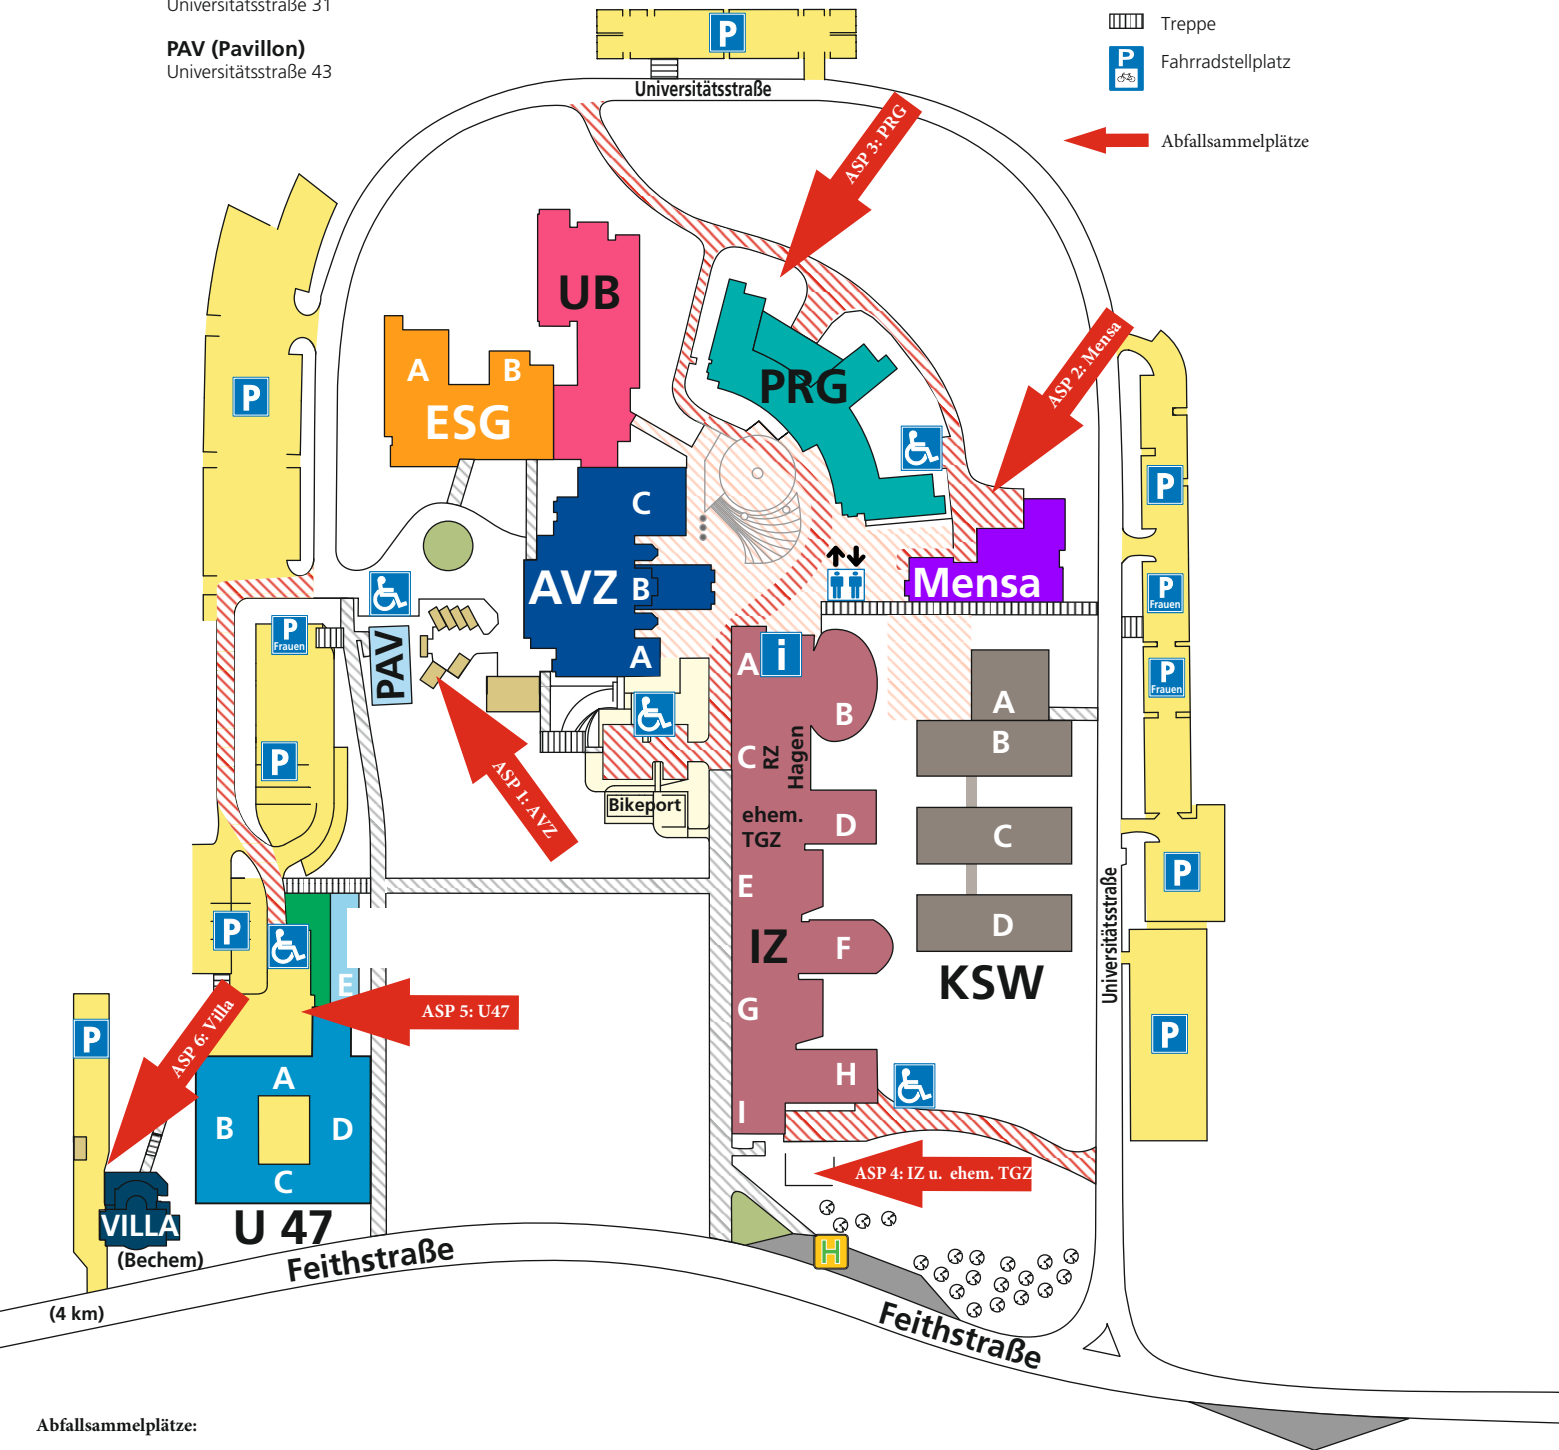 Universitätsstraße 31
PAV (Pavillon)
Universitätsstraße 43
P
Treppe
P
Fahrradstellplatz
Abfallsammelplätze
Universitätsstraße
ASP 3: PRG
ASP 2: Mensa
UB
A
B
ESG
PRG
P
P
C
AVZ
B
A
Mensa
P
Frauen
P
Frauen
PAV
P
Frauen
ASP 1: AVZ
Bikeport
P
i
A
B
C
RZ
Hagen
ehem.
TGZ
D
E
IZ
F
G
H
I
A
B
C
D
KSW
Universitätsstraße
P
P
P
P
E
ASP 5: U47
ASP 6: Villa
A
B
D
C
U 47
VILLA
(Bechem)
ASP 4: IZ u. ehem. TGZ
H
Feithstraße
(4 km)
Feithstraße
Abfallsammelplätze: